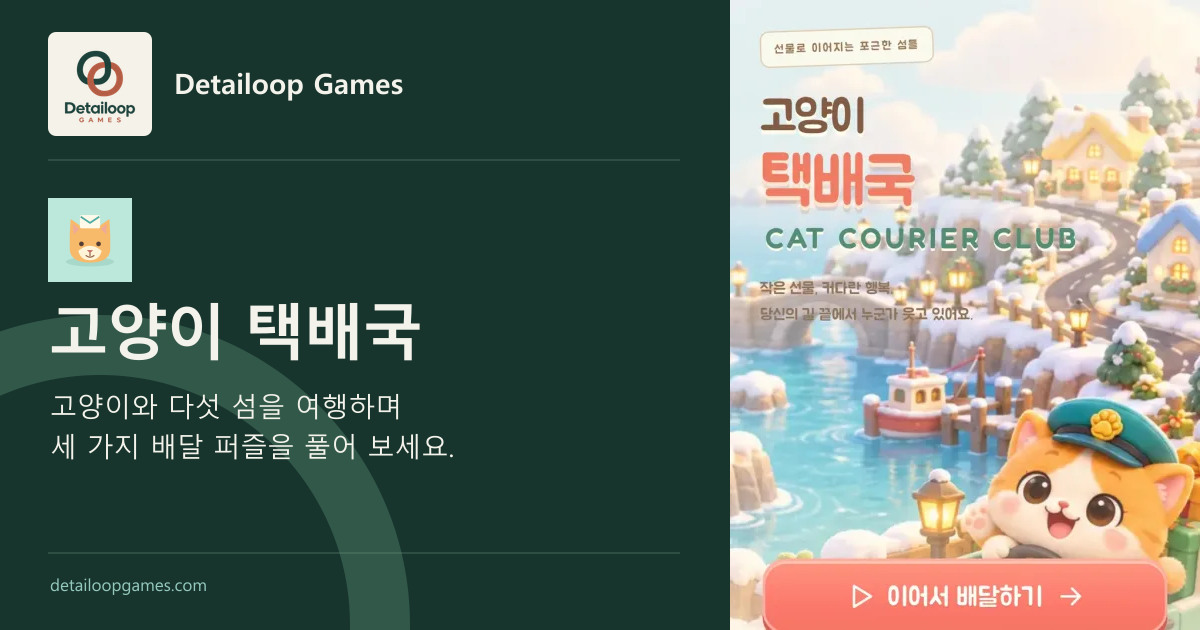 Detailoop
GAMES
Detailoop Games
고양이 택배국
고양이와 다섯 섬을 여행하며
세 가지 배달 퍼즐을 풀어 보세요.
detailoopgames.com
선물로 이어지는 포근한 섬들
고양이
택배국
CAT COURIER CLUB
작은 선물, 커다란 행복.
당신의 길 끝에서 누군가 웃고 있어요.
이어서 배달하기